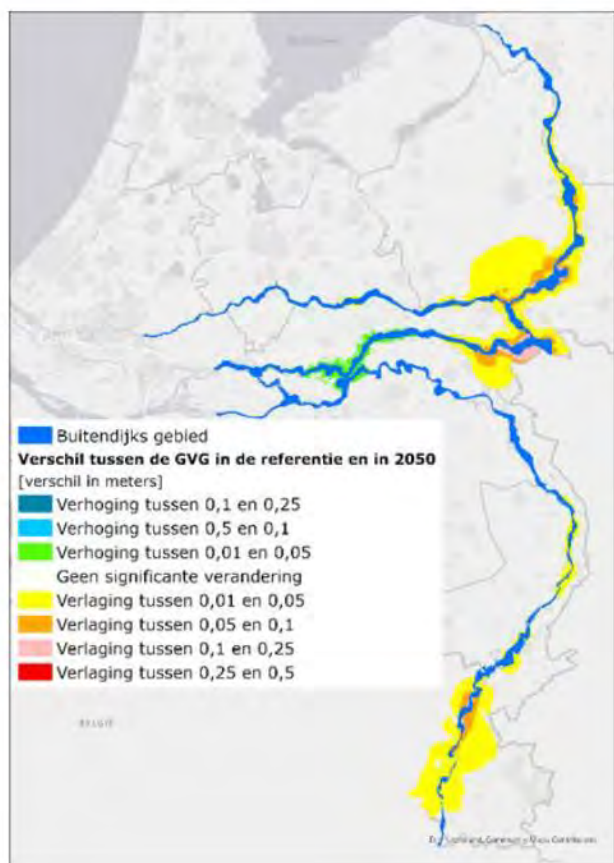 Buitendijks gebied
Verschil tussen de GVG in de referentie en in 2050
[verschil in meters]
Verhoging tussen 0,1 en 0,25
Verhoging tussen 0,5 en 0,1
Verhoging tussen 0,01 en 0,05
Geen significante verandering
Verlaging tussen 0,01 en 0,05
Verlaging tussen 0,05 en 0,1
Verlaging tussen 0,1 en 0,25
Verlaging tussen 0,25 en 0,5
BELGIË